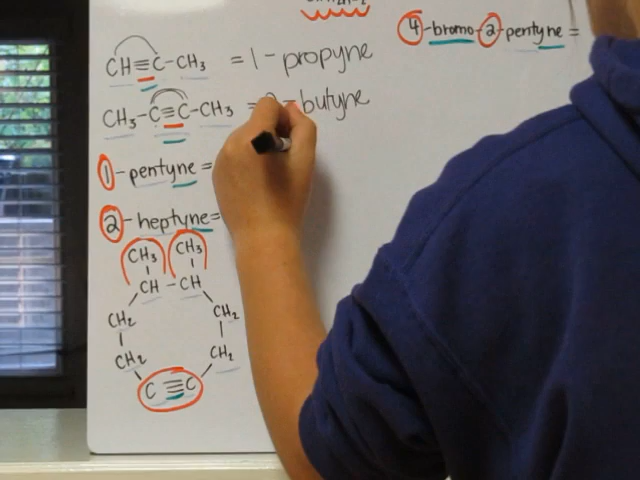 CH≡C-CH3 = 1-propyne
CH3-C≡C-CH3 = 2-butyne
1-pentyne =
2-heptyne=
CH3 CH3
CH-CH
CH2 CH2
CH2 CH2
C≡C
4-bromo-2-pentyne =